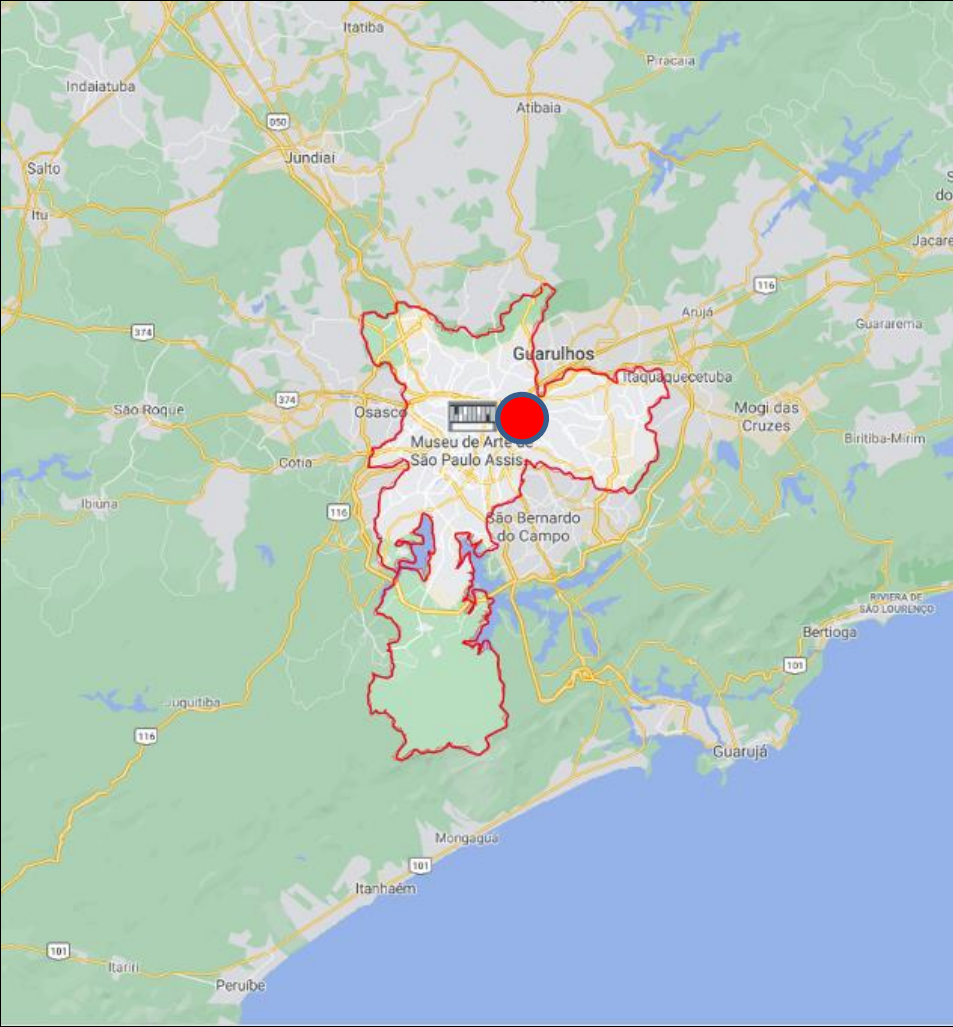 Itatiba
Piracaia
Indaiatuba
Atibaia
050
Jundiaí
Salto
Itu
Jacare
116
Arujá
Guararema
374
Guarulhos
Itaquaquecetuba
374
São Roque
Osasco
Mogi das
Cruzes
Museu de Arte de
São Paulo Assis
Biritiba-Mirim
Cotia
Ibiuna
116
São Bernardo
do Campo
RIVIERA DE
SÃO LOURENÇO
Bertioga
101
Juquitiba
116
Guarujá
Mongaguá
101
Itanhaém
101
Itariri
Peruíbe